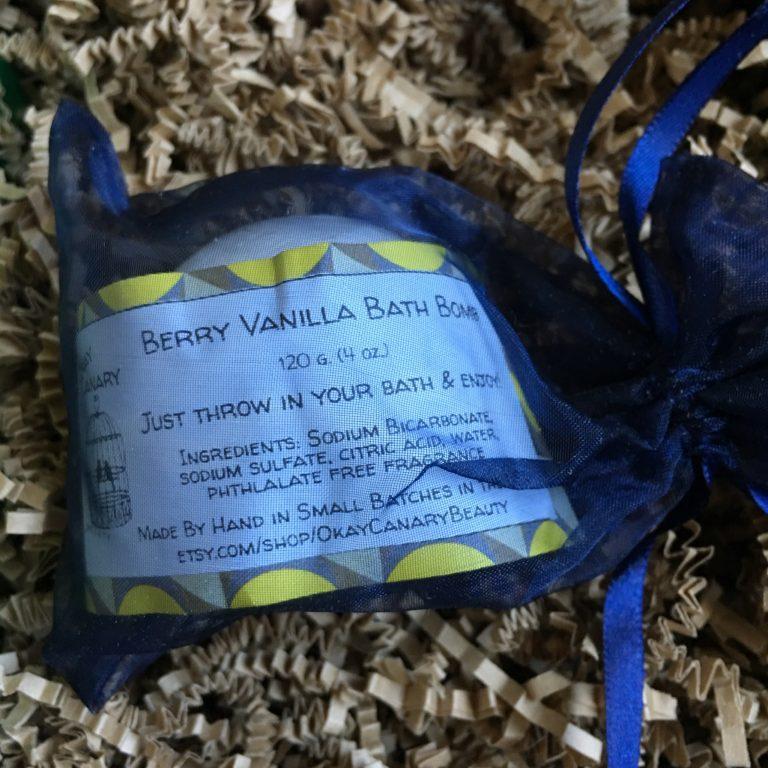 Berry Vanilla Bath Bomb
120 g. (4 oz.)
Just throw in your bath & enjoy!
Canary
Ingredients: Sodium Bicarbonate,
sodium sulfate, citric acid, water,
phthlalate free fragrance
Made By Hand in Small Batches in
etsy.com/shop/OkayCanaryBeauty